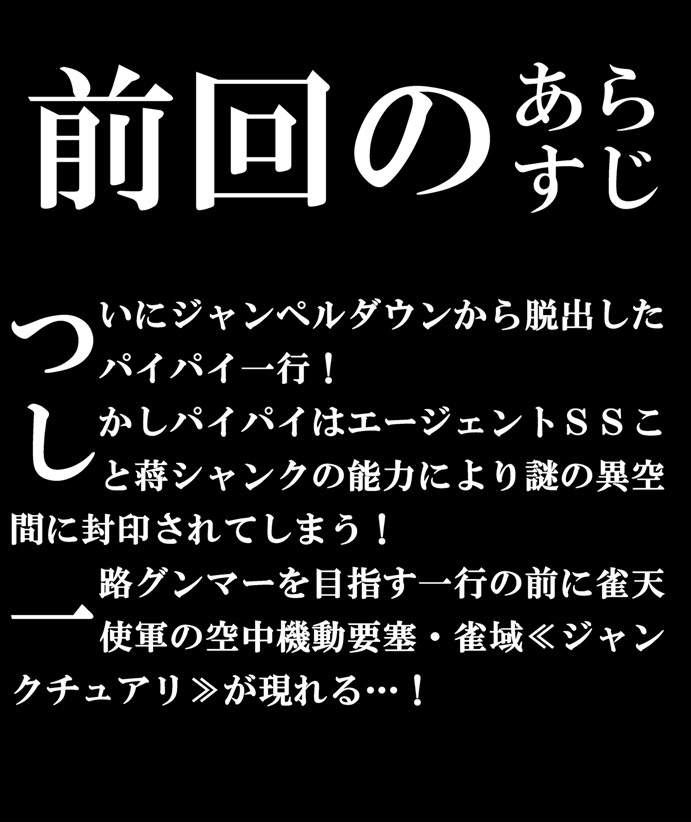 前回のあらすじ
ついにジャンペルダウンから脱出した
パイパイ一行！
しかしパイパイはエージェントＳＳこ
と蒋シャンクの能力により謎の異空
間に封印されてしまう！
一路グンマーを目指す一行の前に雀天
使軍の空中機動要塞・雀域≪ジャン
クチュアリ≫が現れる…！